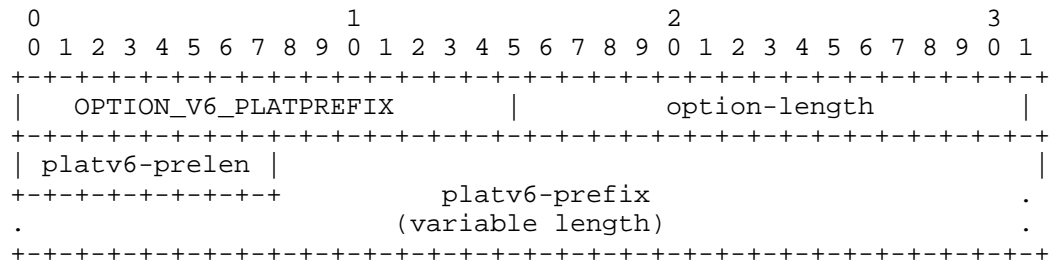 0                   1                   2                   3
 0 1 2 3 4 5 6 7 8 9 0 1 2 3 4 5 6 7 8 9 0 1 2 3 4 5 6 7 8 9 0 1
+-+-+-+-+-+-+-+-+-+-+-+-+-+-+-+-+-+-+-+-+-+-+-+-+-+-+-+-+-+-+-+-+
|   OPTION_V6_PLATPREFIX       |         option-length         |
+-+-+-+-+-+-+-+-+-+-+-+-+-+-+-+-+-+-+-+-+-+-+-+-+-+-+-+-+-+-+-+-+
| platv6-prelen |                                               |
+-+-+-+-+-+-+-+-+          platv6-prefix                       .
.                       (variable length)                      .
+-+-+-+-+-+-+-+-+-+-+-+-+-+-+-+-+-+-+-+-+-+-+-+-+-+-+-+-+-+-+-+-+